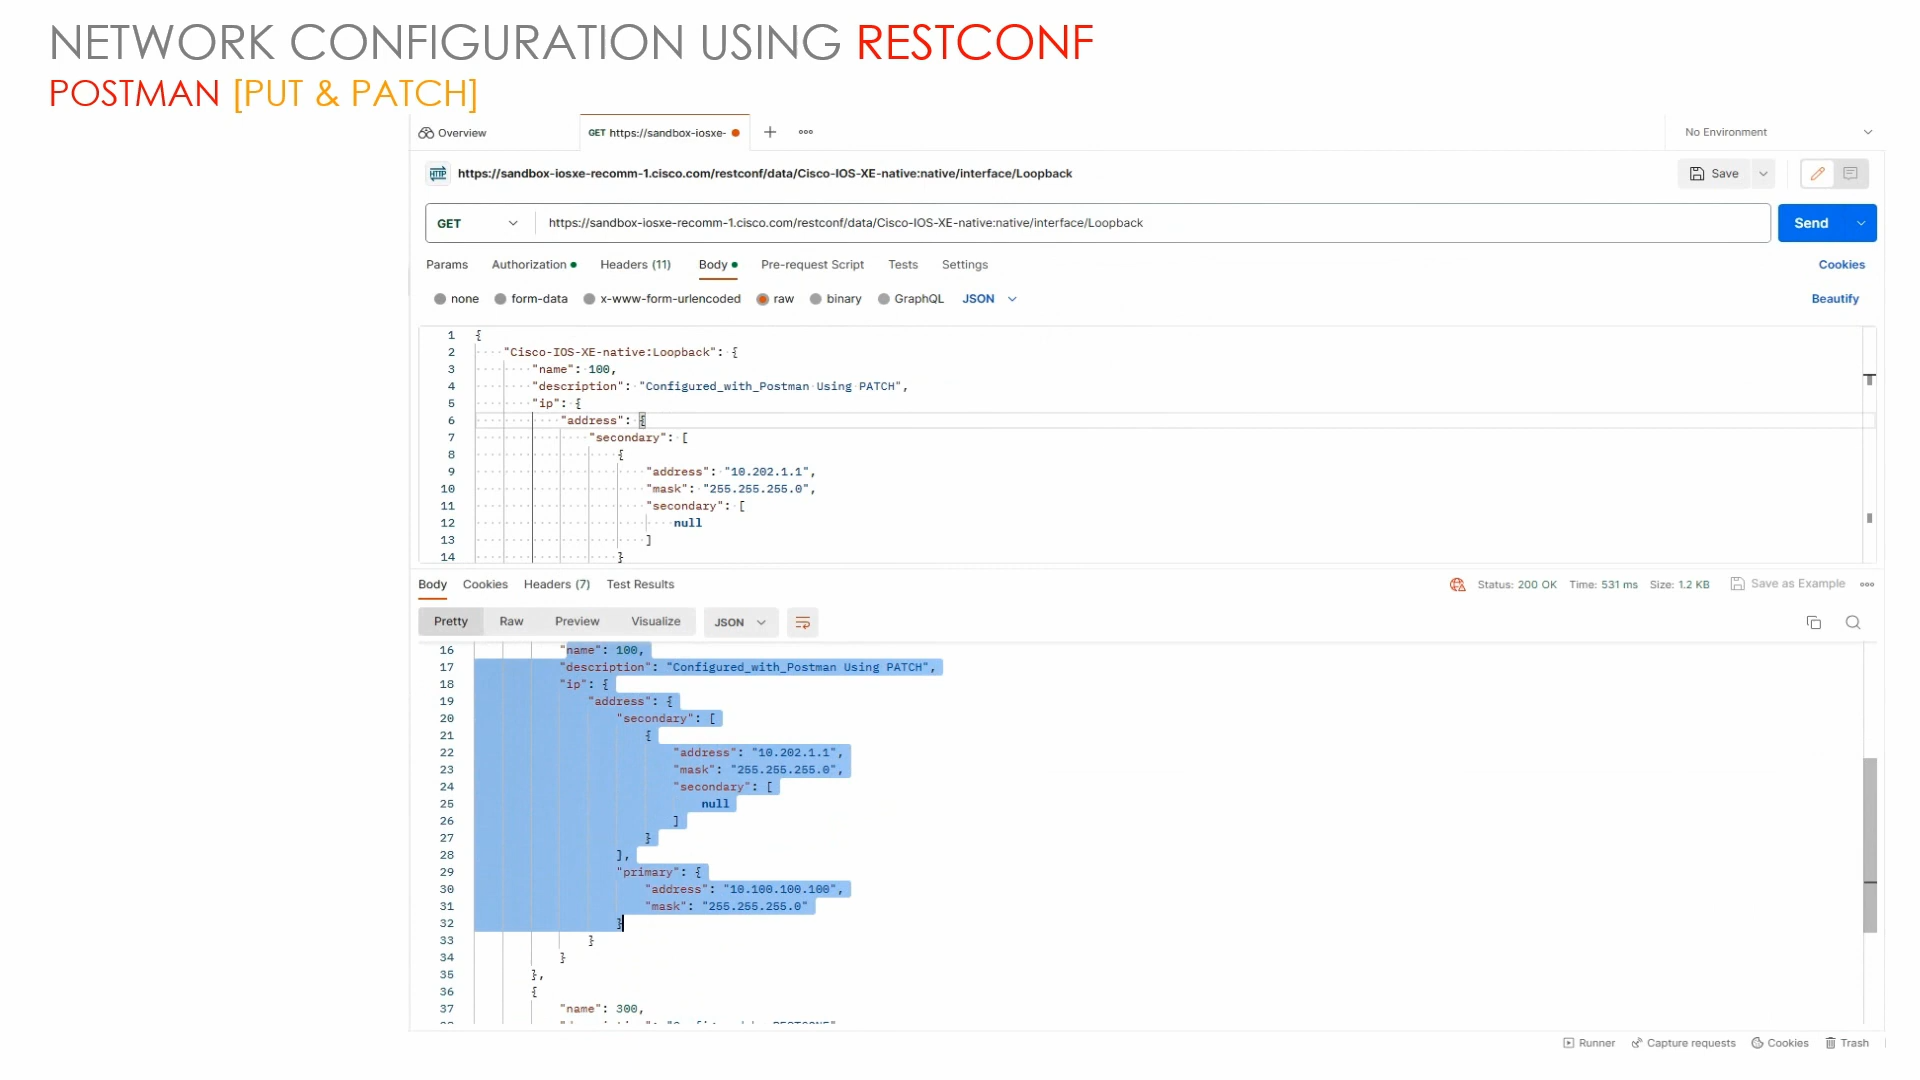 NETWORK CONFIGURATION USING RESTCONF
POSTMAN [PUT & PATCH]
Overview
GET https://sandbox-iosxe-
No Environment
HTTP https://sandbox-iosxe-recomm-1.cisco.com/restconf/data/Cisco-IOS-XE-native:native/interface/Loopback
Save
GET https://sandbox-iosxe-recomm-1.cisco.com/restconf/data/Cisco-IOS-XE-native:native/interface/Loopback
Send
Params Authorization Headers (11) Body Pre-request Script Tests Settings Cookies
none form-data x-www-form-urlencoded raw binary GraphQL JSON Beautify
1 {
2 "Cisco-IOS-XE-native:Loopback": {
3 "name": 100,
4 "description": "Configured_with_Postman Using PATCH",
5 "ip": {
6 "address": {
7 "secondary": [
8 {
9 "address": "10.202.1.1",
10 "mask": "255.255.255.0",
11 "secondary": [
12 null
13 ]
14 }
Body Cookies Headers (7) Test Results Status: 200 OK Time: 531 ms Size: 1.2 KB Save as Example
Pretty Raw Preview Visualize JSON
16 "name": 100,
17 "description": "Configured_with_Postman Using PATCH",
18 "ip": {
19 "address": {
20 "secondary": [
21 {
22 "address": "10.202.1.1",
23 "mask": "255.255.255.0",
24 "secondary": [
25 null
26 ]
27 }
28 ],
29 "primary": {
30 "address": "10.100.100.100",
31 "mask": "255.255.255.0"
32 }
33 }
34 }
35 },
36 {
37 "name": 300,
Runner Capture requests Cookies Trash